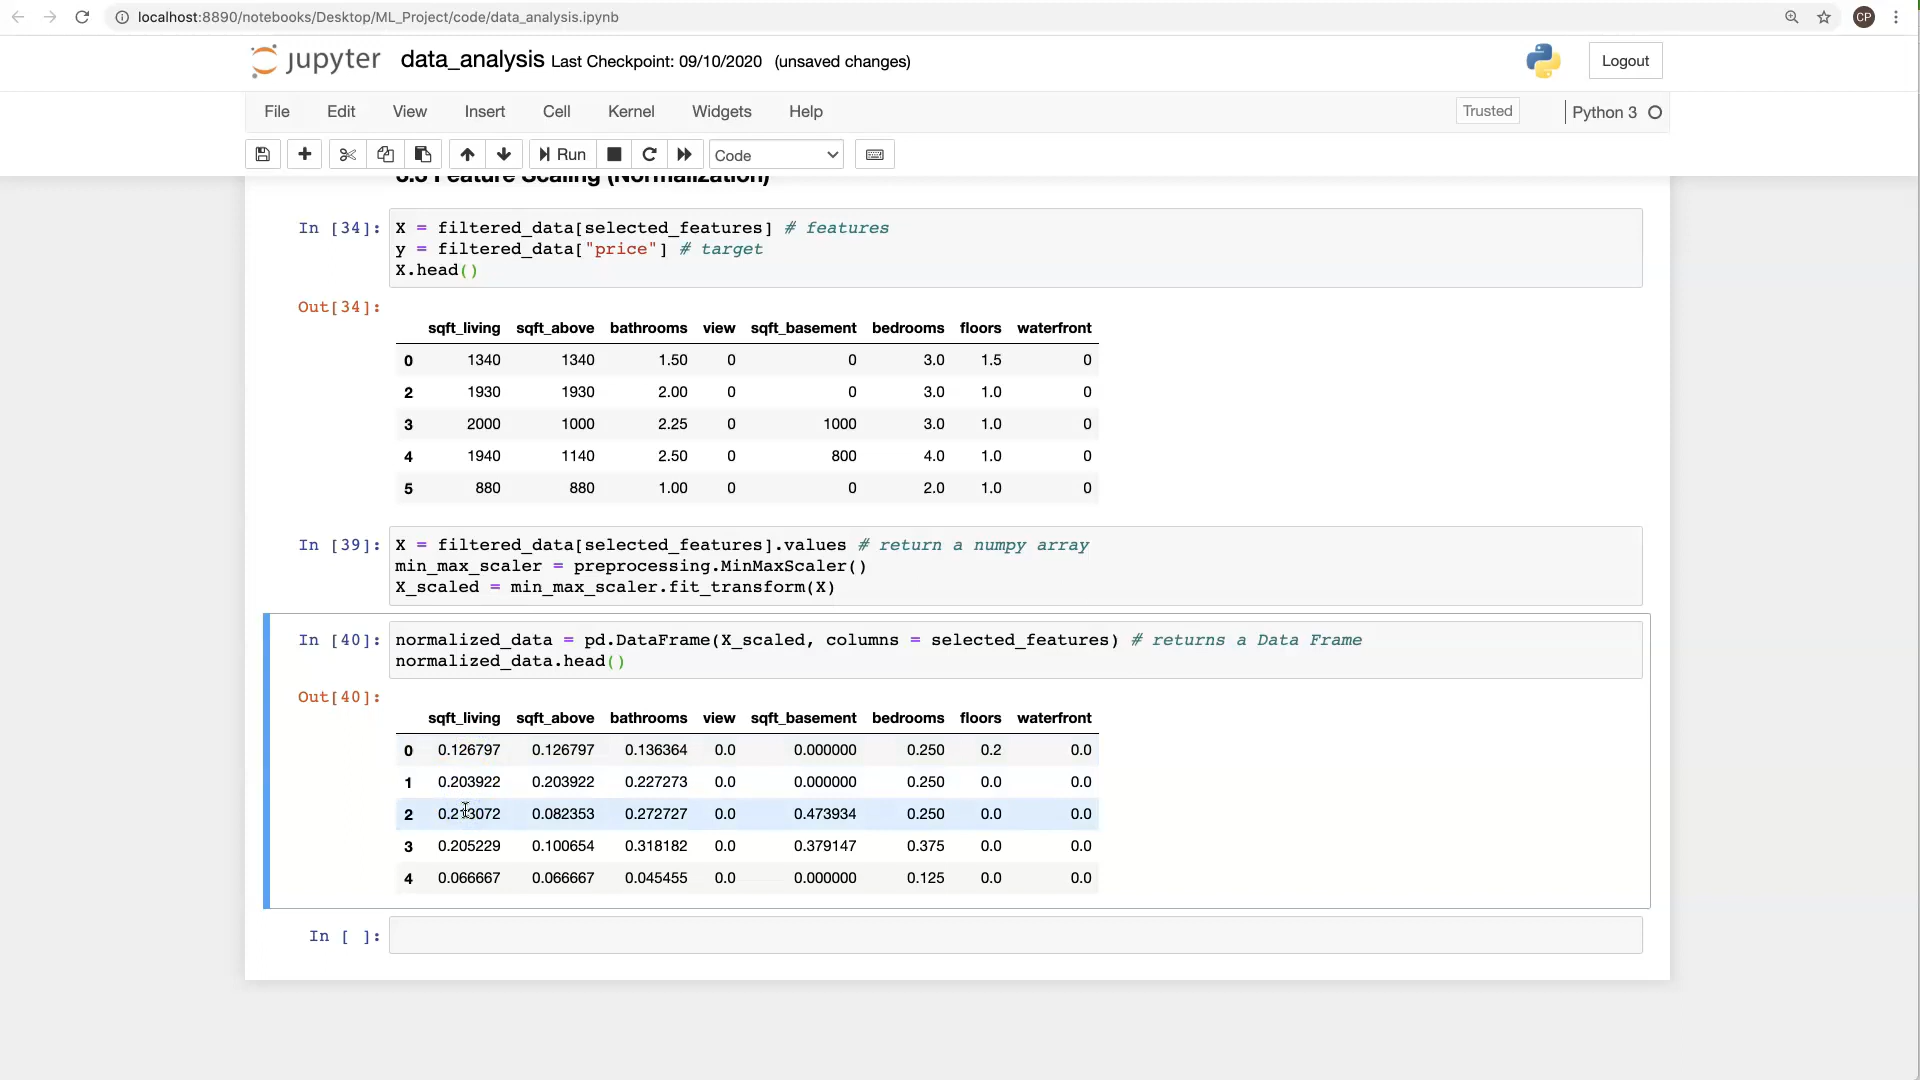 localhost:8890/notebooks/Desktop/ML_Project/code/data_analysis.ipynb
CP
jupyter data_analysis Last Checkpoint: 09/10/2020 (unsaved changes)
Logout
File Edit View Insert Cell Kernel Widgets Help
Trusted
Python 3
Run
Code
Feature Scaling (Normalization)
In [34]: X = filtered_data[selected_features] # features
y = filtered_data["price"] # target
X.head()
Out[34]:
sqft_living sqft_above bathrooms view sqft_basement bedrooms floors waterfront
0 1340 1340 1.50 0 0 3.0 1.5 0
2 1930 1930 2.00 0 0 3.0 1.0 0
3 2000 1000 2.25 0 1000 3.0 1.0 0
4 1940 1140 2.50 0 800 4.0 1.0 0
5 880 880 1.00 0 0 2.0 1.0 0
In [39]: X = filtered_data[selected_features].values # return a numpy array
min_max_scaler = preprocessing.MinMaxScaler()
X_scaled = min_max_scaler.fit_transform(X)
In [40]: normalized_data = pd.DataFrame(X_scaled, columns = selected_features) # returns a Data Frame
normalized_data.head()
Out[40]:
sqft_living sqft_above bathrooms view sqft_basement bedrooms floors waterfront
0 0.126797 0.126797 0.136364 0.0 0.000000 0.250 0.2 0.0
1 0.203922 0.203922 0.227273 0.0 0.000000 0.250 0.0 0.0
2 0.213072 0.082353 0.272727 0.0 0.473934 0.250 0.0 0.0
3 0.205229 0.100654 0.318182 0.0 0.379147 0.375 0.0 0.0
4 0.066667 0.066667 0.045455 0.0 0.000000 0.125 0.0 0.0
In [ ]: